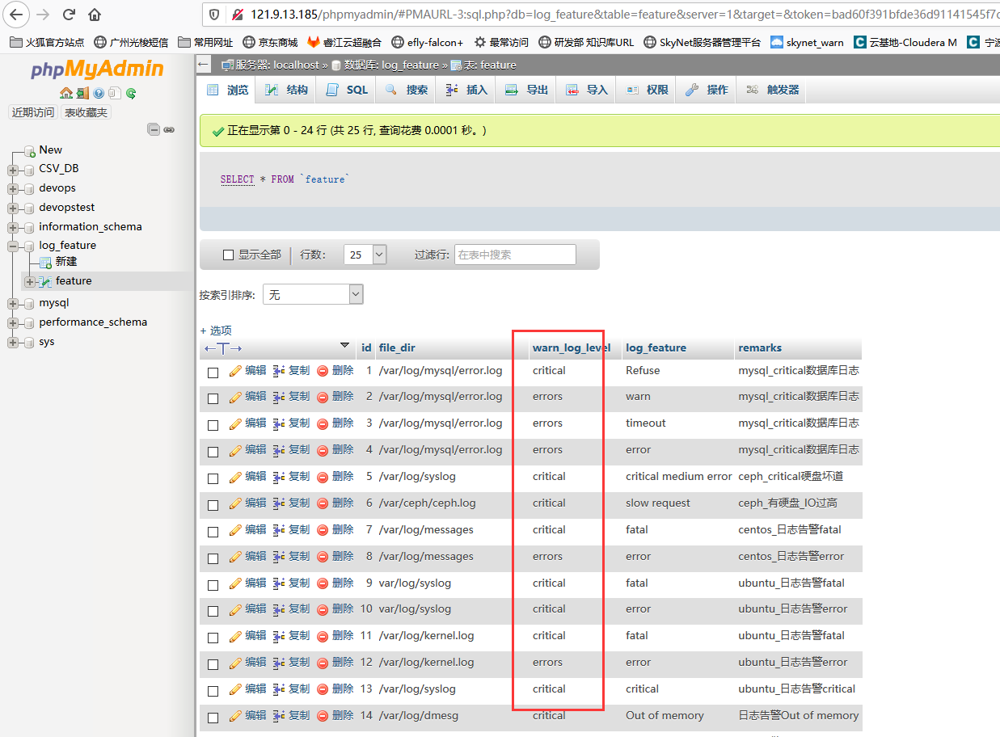 121.9.13.185/phpmyadmin/#PMAURL-3:sql.php?db=log_feature&table=feature&server=1&target=&token=bad60f391bfde36d91141545f7
火狐官方站点 广州光梭短信 常用网址 京东商城 睿江云超融合 efly-falcon+ 最常访问 研发部 知识库URL SkyNet服务器管理平台 skynet_warn 云基地-Cloudera M 宁波
phpMyAdmin
近期访问 表收藏夹
New
CSV_DB
devops
devopstest
information_schema
log_feature
新建
feature
mysql
performance_schema
sys
服务器: localhost » 数据库: log_feature » 表: feature
浏览 结构 SQL 搜索 插入 导出 导入 权限 操作 触发器
正在显示第 0 - 24 行 (共 25 行, 查询花费 0.0001 秒。)
SELECT * FROM `feature`
显示全部 行数: 25 过滤行: 在表中搜索
按索引排序: 无
+ 选项
←T→ id file_dir warn_log_level log_feature remarks
编辑 复制 删除 1 /var/log/mysql/error.log critical Refuse mysql_critical数据库日志
编辑 复制 删除 2 /var/log/mysql/error.log errors warn mysql_critical数据库日志
编辑 复制 删除 3 /var/log/mysql/error.log errors timeout mysql_critical数据库日志
编辑 复制 删除 4 /var/log/mysql/error.log errors error mysql_critical数据库日志
编辑 复制 删除 5 /var/log/syslog critical critical medium error ceph_critical硬盘坏道
编辑 复制 删除 6 /var/ceph/ceph.log critical slow request ceph_有硬盘_IO过高
编辑 复制 删除 7 /var/log/messages critical fatal centos_日志告警fatal
编辑 复制 删除 8 /var/log/messages errors error centos_日志告警error
编辑 复制 删除 9 var/log/syslog critical fatal ubuntu_日志告警fatal
编辑 复制 删除 10 var/log/syslog critical error ubuntu_日志告警error
编辑 复制 删除 11 /var/log/kernel.log critical fatal ubuntu_日志告警fatal
编辑 复制 删除 12 /var/log/kernel.log errors error ubuntu_日志告警error
编辑 复制 删除 13 /var/log/syslog critical critical ubuntu_日志告警critical
编辑 复制 删除 14 /var/log/dmesg critical Out of memory 日志告警Out of memory